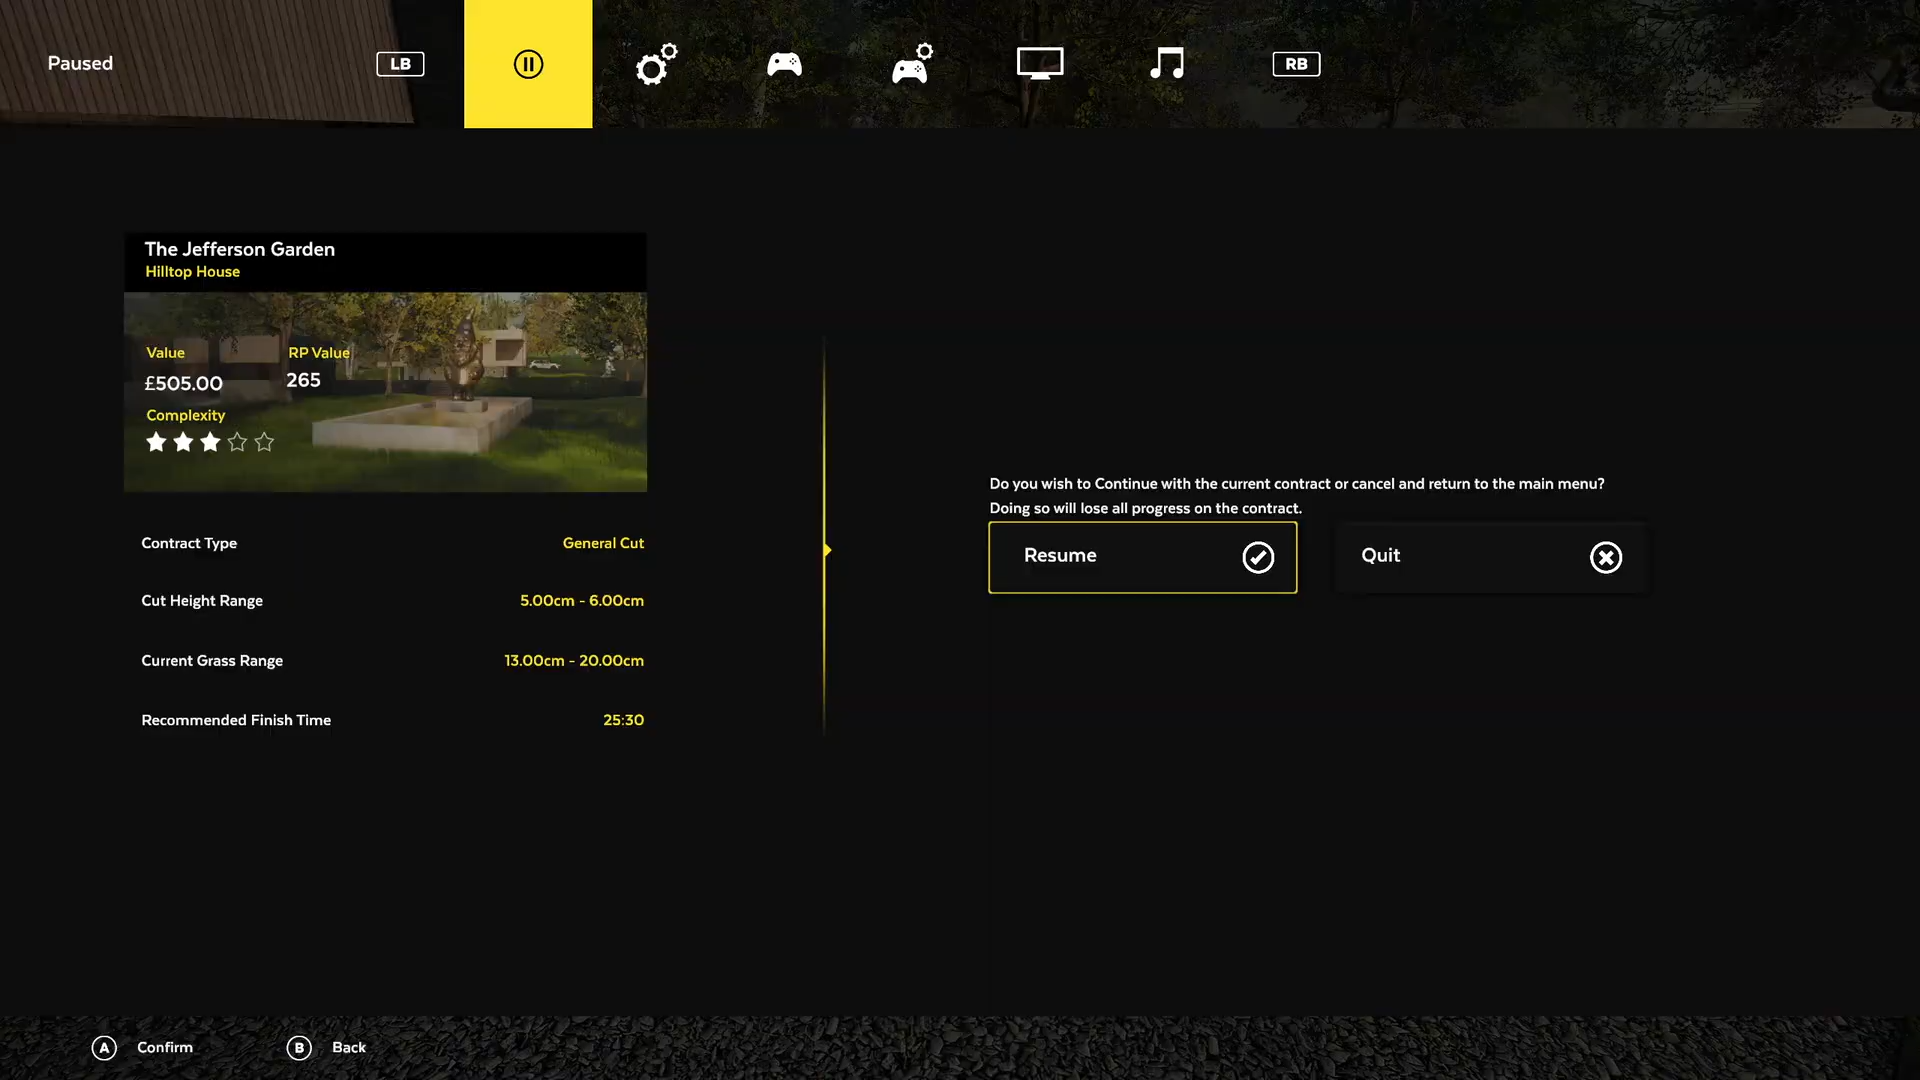 Paused
LB
RB
The Jefferson Garden
Hilltop House
Value
RP Value
£505.00
265
Complexity
Contract Type
General Cut
Cut Height Range
5.00cm - 6.00cm
Current Grass Range
13.00cm - 20.00cm
Recommended Finish Time
25:30
Do you wish to Continue with the current contract or cancel and return to the main menu?
Doing so will lose all progress on the contract.
Resume
Quit
A Confirm
B Back